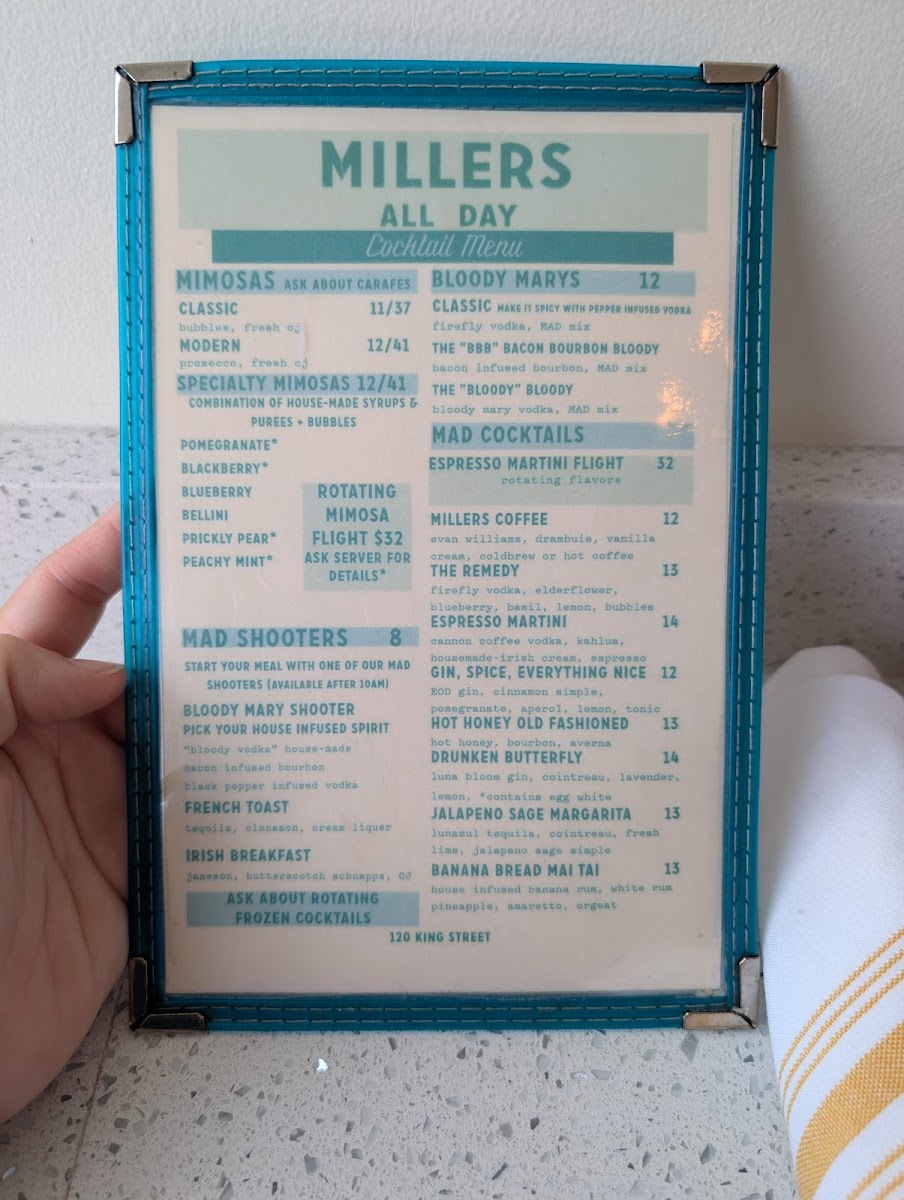 MILLERS
ALL DAY
Cocktail Menu
MIMOSAS ASK ABOUT CARAFES
CLASSIC 11/37
bubbles, fresh oj
MODERN 12/41
prosecco, fresh oj
SPECIALTY MIMOSAS 12/41
COMBINATION OF HOUSE-MADE SYRUPS &
PUREES + BUBBLES
POMEGRANATE*
BLACKBERRY*
BLUEBERRY
BELLINI
PRICKLY PEAR*
PEACHY MINT*
ROTATING
MIMOSA
FLIGHT $32
ASK SERVER FOR
DETAILS*
MAD SHOOTERS 8
START YOUR MEAL WITH ONE OF OUR MAD
SHOOTERS (AVAILABLE AFTER 10AM)
BLOODY MARY SHOOTER
PICK YOUR HOUSE INFUSED SPIRIT
"bloody vodka" house-made
bacon infused bourbon
black pepper infused vodka
FRENCH TOAST
tequila, cinnamon, cream liquer
IRISH BREAKFAST
jameson, butterscotch schnapps, OJ
ASK ABOUT ROTATING
FROZEN COCKTAILS
BLOODY MARYS 12
CLASSIC MAKE IT SPICY WITH PEPPER INFUSED VODKA
firefly vodka, MAD mix
THE "BBB" BACON BOURBON BLOODY
bacon infused bourbon, MAD mix
THE "BLOODY" BLOODY
bloody mary vodka, MAD mix
MAD COCKTAILS
ESPRESSO MARTINI FLIGHT 32
rotating flavors
MILLERS COFFEE 12
evan williams, drambuie, vanilla
cream, coldbrew or hot coffee
THE REMEDY 13
firefly vodka, elderflower,
blueberry, basil, lemon, bubbles
ESPRESSO MARTINI 14
cannon coffee vodka, kahlua,
housemade-irish cream, espresso
GIN, SPICE, EVERYTHING NICE 12
EOD gin, cinnamon simple,
pomegranate, aperol, lemon, tonic
HOT HONEY OLD FASHIONED 13
hot honey, bourbon, averna
DRUNKEN BUTTERFLY 14
luna bloom gin, cointreau, lavender,
lemon, *contains egg white
JALAPENO SAGE MARGARITA 13
lunazul tequila, cointreau, fresh
lime, jalapeno sage simple
BANANA BREAD MAI TAI 13
house infused banana rum, white rum
pineapple, amaretto, orgeat
120 KING STREET